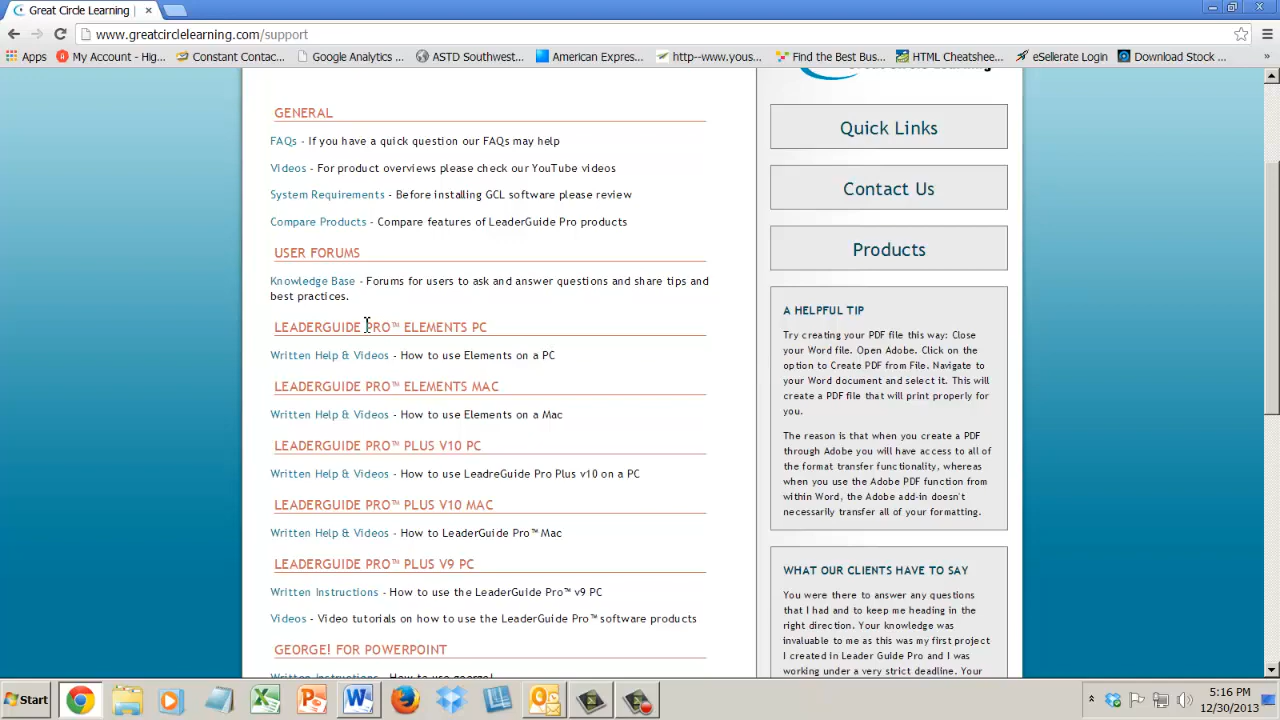 Great Circle Learning |
www.greatcirclelearning.com/support
Apps My Account - Hig... Constant Contac... Google Analytics ... ASTD Southwest... American Expres... http--www.yous... Find the Best Bus... HTML Cheatshee... eSellerate Login Download Stock ... »
GENERAL
FAQs - If you have a quick question our FAQs may help
Videos - For product overviews please check our YouTube videos
System Requirements - Before installing GCL software please review
Compare Products - Compare features of LeaderGuide Pro products
USER FORUMS
Knowledge Base - Forums for users to ask and answer questions and share tips and
best practices.
LEADERGUIDE PRO™ ELEMENTS PC
Written Help & Videos - How to use Elements on a PC
LEADERGUIDE PRO™ ELEMENTS MAC
Written Help & Videos - How to use Elements on a Mac
LEADERGUIDE PRO™ PLUS V10 PC
Written Help & Videos - How to use LeadreGuide Pro Plus v10 on a PC
LEADERGUIDE PRO™ PLUS V10 MAC
Written Help & Videos - How to LeaderGuide Pro™ Mac
LEADERGUIDE PRO™ PLUS V9 PC
Written Instructions - How to use the LeaderGuide Pro™ v9 PC
Videos - Video tutorials on how to use the LeaderGuide Pro™ software products
GEORGE! FOR POWERPOINT
Written Instructions - How to use george!
Great Circle Learning
Quick Links
Contact Us
Products
A HELPFUL TIP
Try creating your PDF file this way: Close
your Word file. Open Adobe. Click on the
option to Create PDF from File. Navigate to
your Word document and select it. This will
create a PDF file that will print properly for
you.
The reason is that when you create a PDF
through Adobe you will have access to all of
the format transfer functionality, whereas
when you use the Adobe PDF function from
within Word, the Adobe add-in doesn't
necessarily transfer all of your formatting.
WHAT OUR CLIENTS HAVE TO SAY
You were there to answer any questions
that I had and to keep me heading in the
right direction. Your knowledge was
invaluable to me as this was my first project
I created in Leader Guide Pro and I was
working under a very strict deadline. Your
Start
5:16 PM
12/30/2013